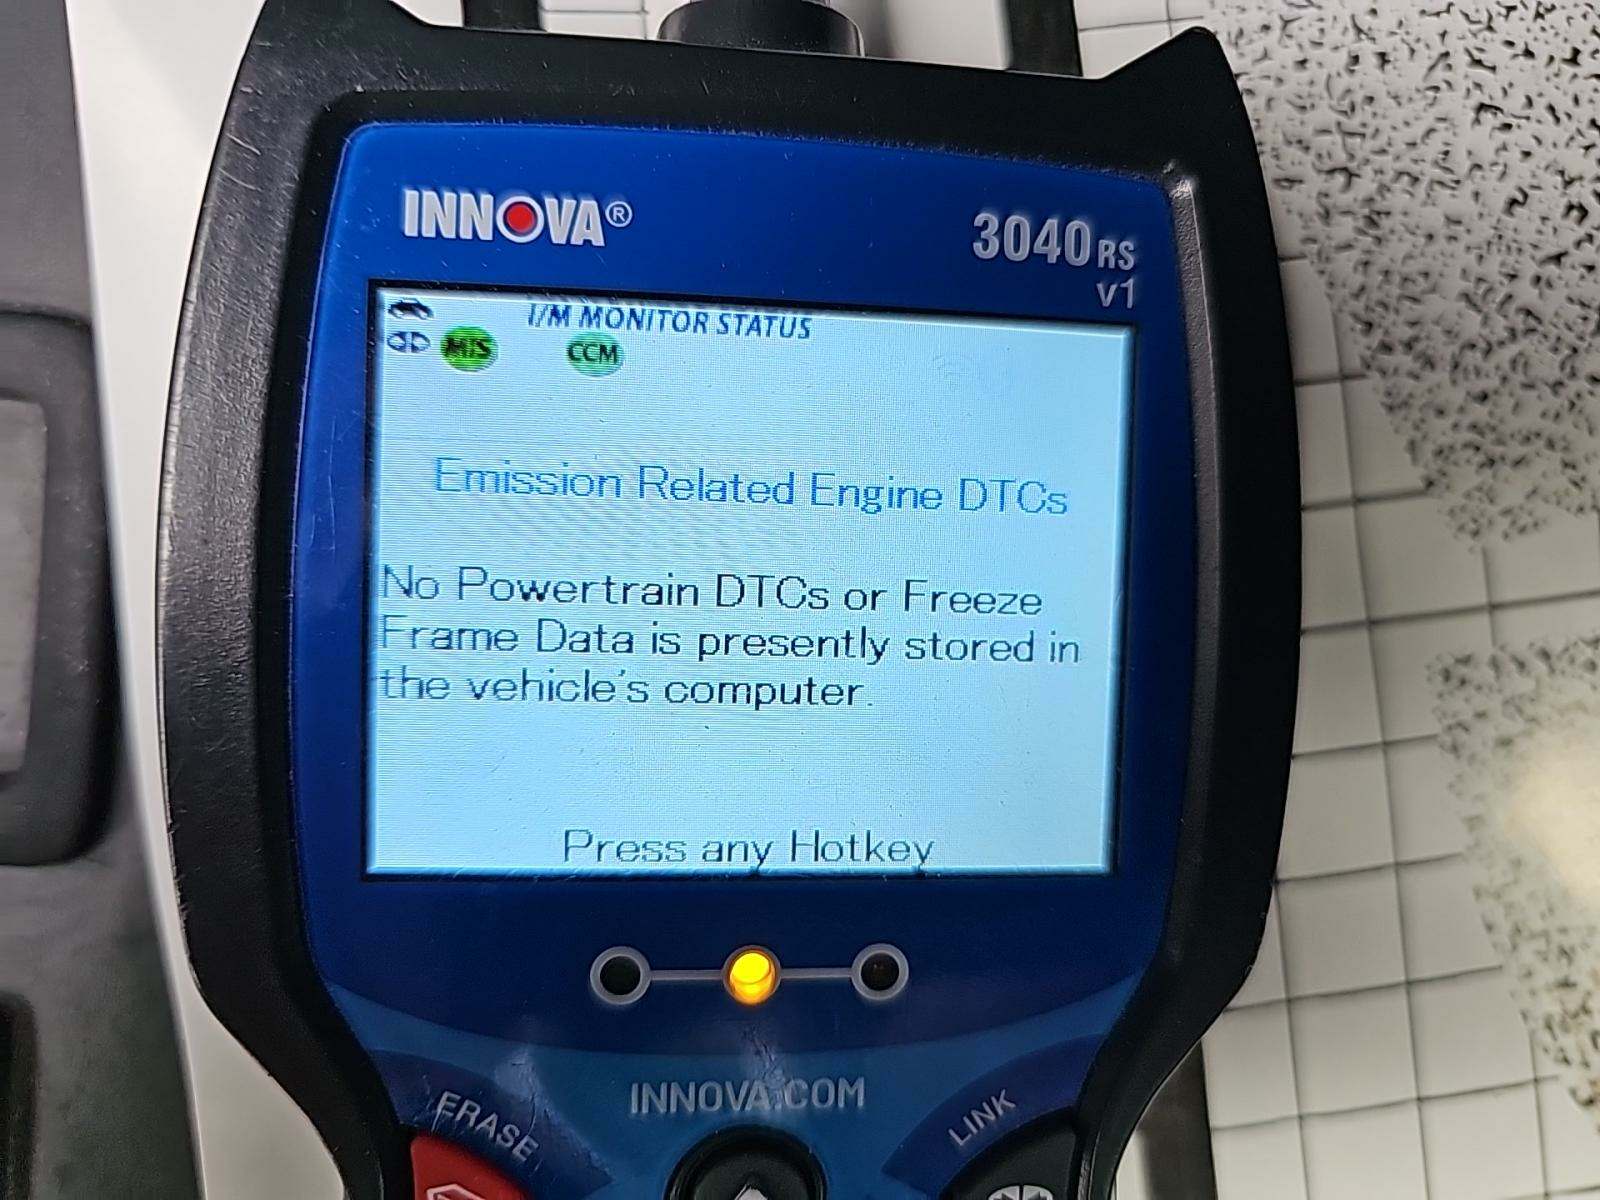 INNOVA®
3040RS
v1
I/M MONITOR STATUS
MIS CCM
Emission Related Engine DTCs
No Powertrain DTCs or Freeze
Frame Data is presently stored in
the vehicle's computer.
Press any Hotkey
INNOVA.COM
ERASE
LINK